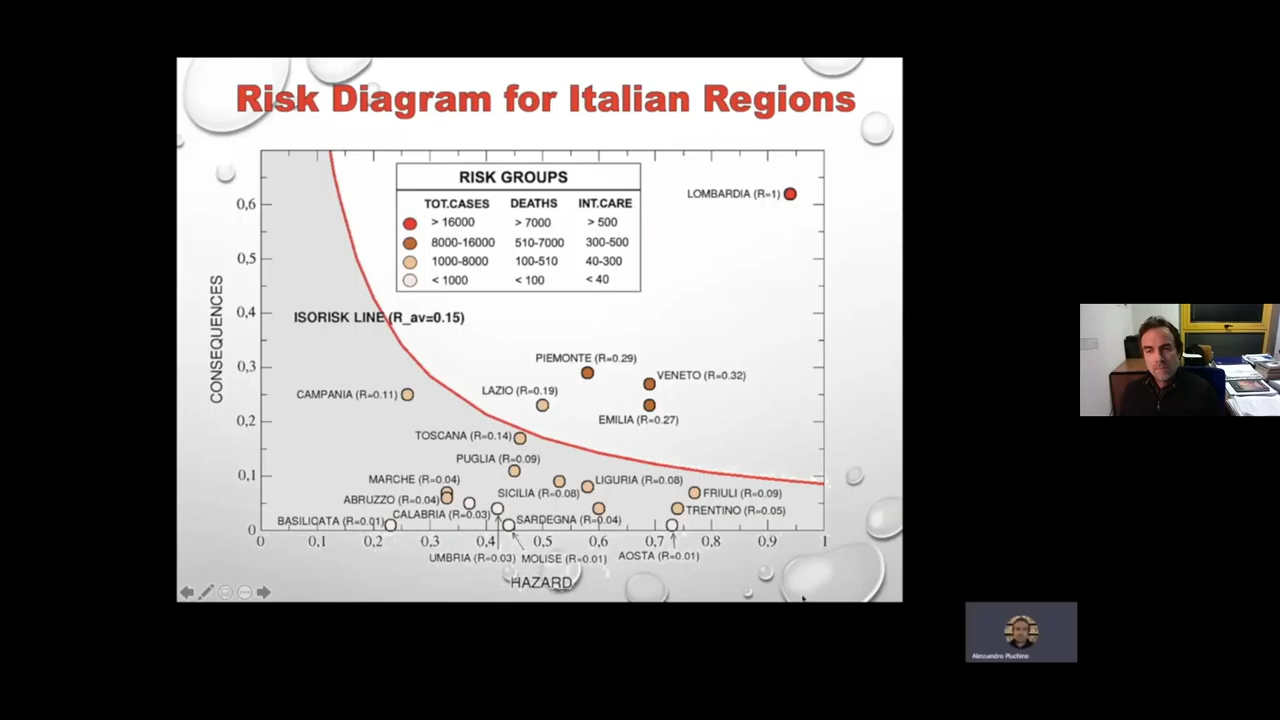 Risk Diagram for Italian Regions
RISK GROUPS
TOT.CASES DEATHS INT.CARE
> 16000 > 7000 > 500
8000-16000 510-7000 300-500
1000-8000 100-510 40-300
< 1000 < 100 < 40
LOMBARDIA (R=1)
0,6
0,5
0,4
0,3
0,2
0,1
0
CONSEQUENCES
ISORISK LINE (R_av=0.15)
PIEMONTE (R=0.29)
VENETO (R=0.32)
CAMPANIA (R=0.11)
LAZIO (R=0.19)
EMILIA (R=0.27)
TOSCANA (R=0.14)
PUGLIA (R=0.09)
MARCHE (R=0.04)
LIGURIA (R=0.08)
ABRUZZO (R=0.04)
SICILIA (R=0.08)
FRIULI (R=0.09)
CALABRIA (R=0.03)
TRENTINO (R=0.05)
BASILICATA (R=0.01)
SARDEGNA (R=0.04)
0 0,1 0,2 0,3 0,4 0,5 0,6 0,7 0,8 0,9 1
UMBRIA (R=0.03) MOLISE (R=0.01) AOSTA (R=0.01)
HAZARD
Alessandro Pluchino